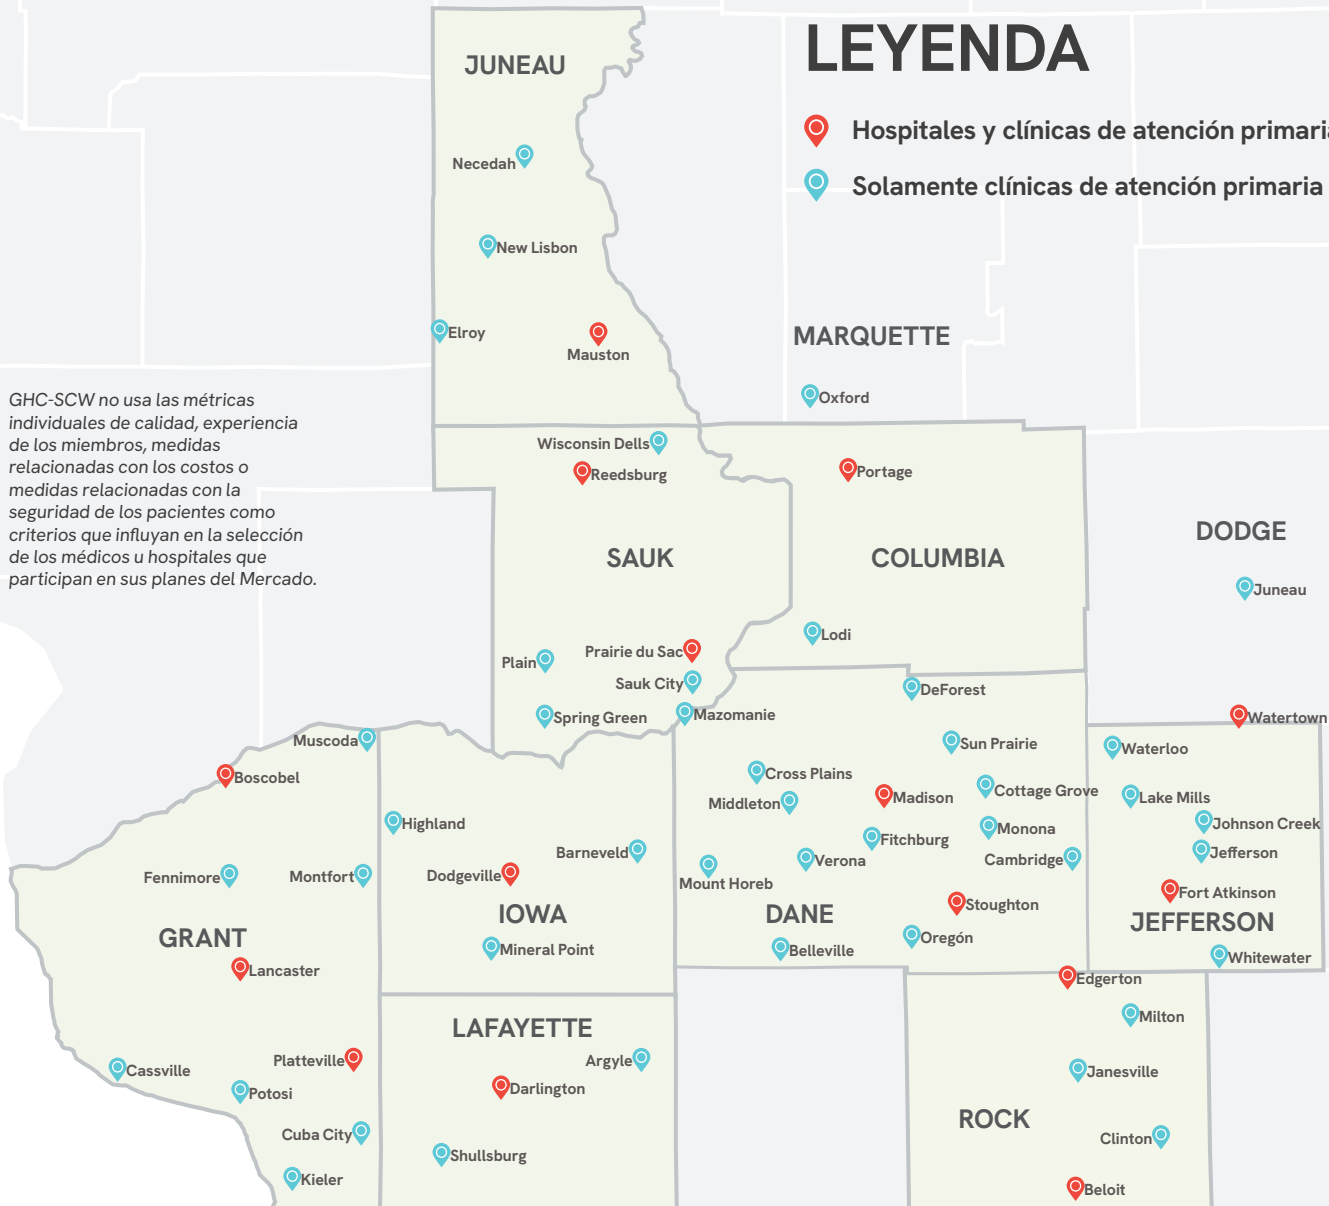 LEYENDA
Hospitales y clínicas de atención primaria
Solamente clínicas de atención primaria
JUNEAU
Necedah
New Lisbon
Elroy
Mauston
MARQUETTE
Oxford
GHC-SCW no usa las métricas
individuales de calidad, experiencia
de los miembros, medidas
relacionadas con los costos o
medidas relacionadas con la
seguridad de los pacientes como
criterios que influyan en la selección
de los médicos u hospitales que
participan en sus planes del Mercado.
Wisconsin Dells
Reedsburg
Portage
SAUK
COLUMBIA
DODGE
Juneau
Lodi
Prairie du Sac
Plain
Sauk City
Spring Green
Mazomanie
DeForest
Watertown
Muscoda
Sun Prairie
Waterloo
Boscobel
Cross Plains
Middleton
Madison
Cottage Grove
Lake Mills
Highland
Johnson Creek
Monona
Fitchburg
Barneveld
Jefferson
Verona
Cambridge
Fennimore
Montfort
Dodgeville
Mount Horeb
Fort Atkinson
Stoughton
IOWA
DANE
JEFFERSON
GRANT
Oregón
Mineral Point
Belleville
Whitewater
Lancaster
Edgerton
Milton
LAFAYETTE
Platteville
Argyle
Cassville
Janesville
Darlington
Potosi
ROCK
Cuba City
Clinton
Shullsburg
Kieler
Beloit